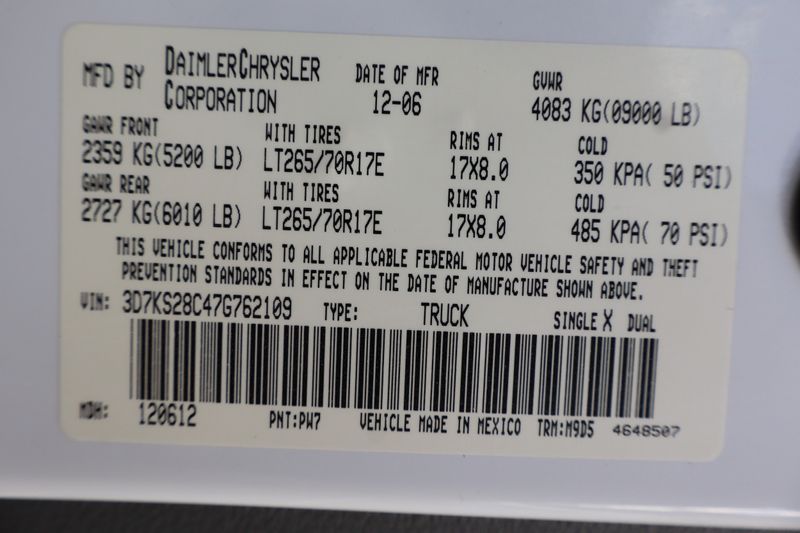 MFD BY DAIMLERCHRYSLER CORPORATION DATE OF MFR 12-06 GVWR 4083 KG(09000 LB)
GAWR FRONT WITH TIRES RIMS AT COLD
2359 KG(5200 LB) LT265/70R17E 17X8.0 350 KPA( 50 PSI)
GAWR REAR WITH TIRES RIMS AT COLD
2727 KG(6010 LB) LT265/70R17E 17X8.0 485 KPA( 70 PSI)
THIS VEHICLE CONFORMS TO ALL APPLICABLE FEDERAL MOTOR VEHICLE SAFETY AND THEFT
PREVENTION STANDARDS IN EFFECT ON THE DATE OF MANUFACTURE SHOWN ABOVE.
VIN: 3D7KS28C47G762109 TYPE: TRUCK SINGLE X DUAL
MDH: 120612 PNT:PW7 VEHICLE MADE IN MEXICO TRM:M9D5 4648507